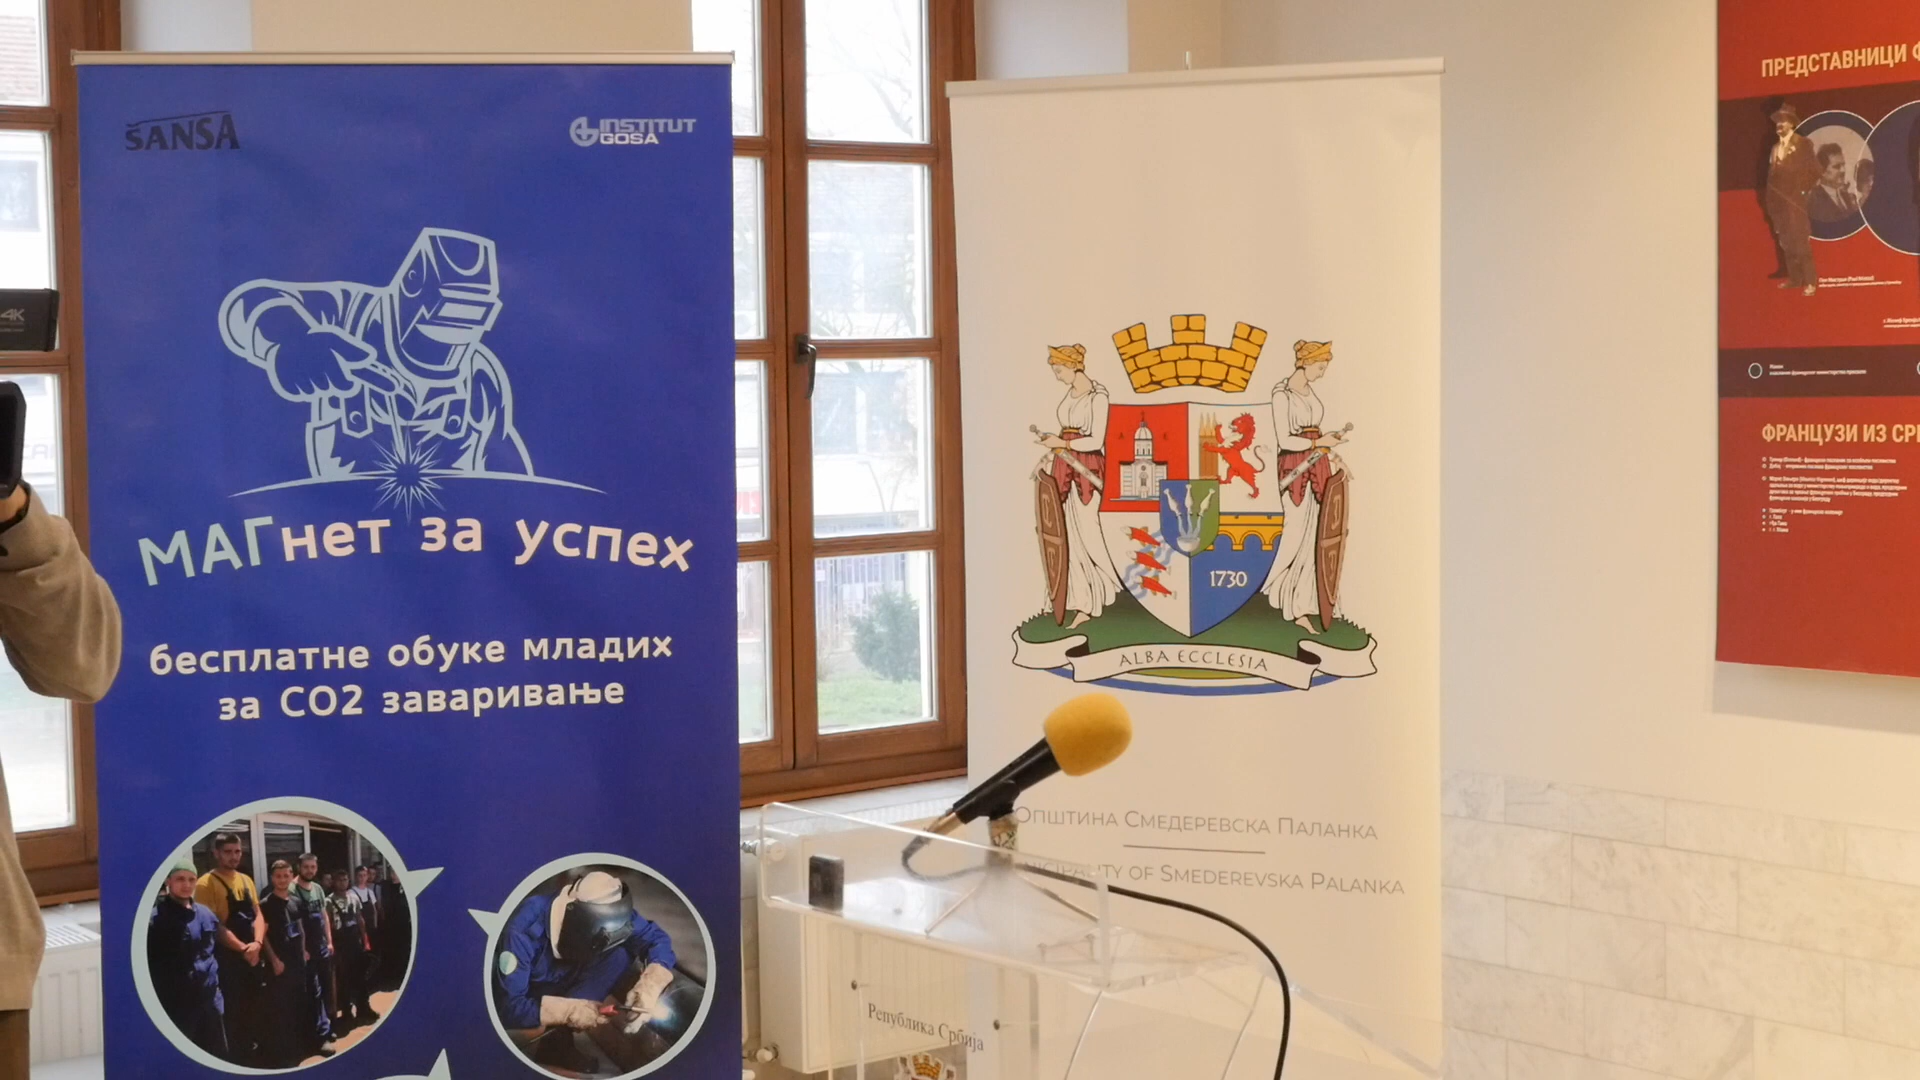 ŠANSA
INSTITUT
GOSA
МАГнет за успех
бесплатне обуке младих
за CO2 заваривање
4K
1730
ALBA ECCLESIA
Општина Смедеревска Паланка
Municipality of Smederevska Palanka
Република Србија
ПРЕДСТАВНИЦИ
ФРАНЦУЗИ ИЗ